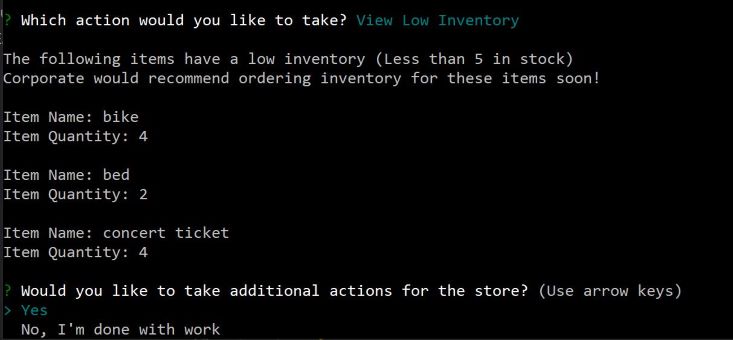 ? Which action would you like to take? View Low Inventory
The following items have a low inventory (Less than 5 in stock)
Corporate would recommend ordering inventory for these items soon!
Item Name: bike
Item Quantity: 4
Item Name: bed
Item Quantity: 2
Item Name: concert ticket
Item Quantity: 4
? Would you like to take additional actions for the store? (Use arrow keys)
> Yes
No, I'm done with work